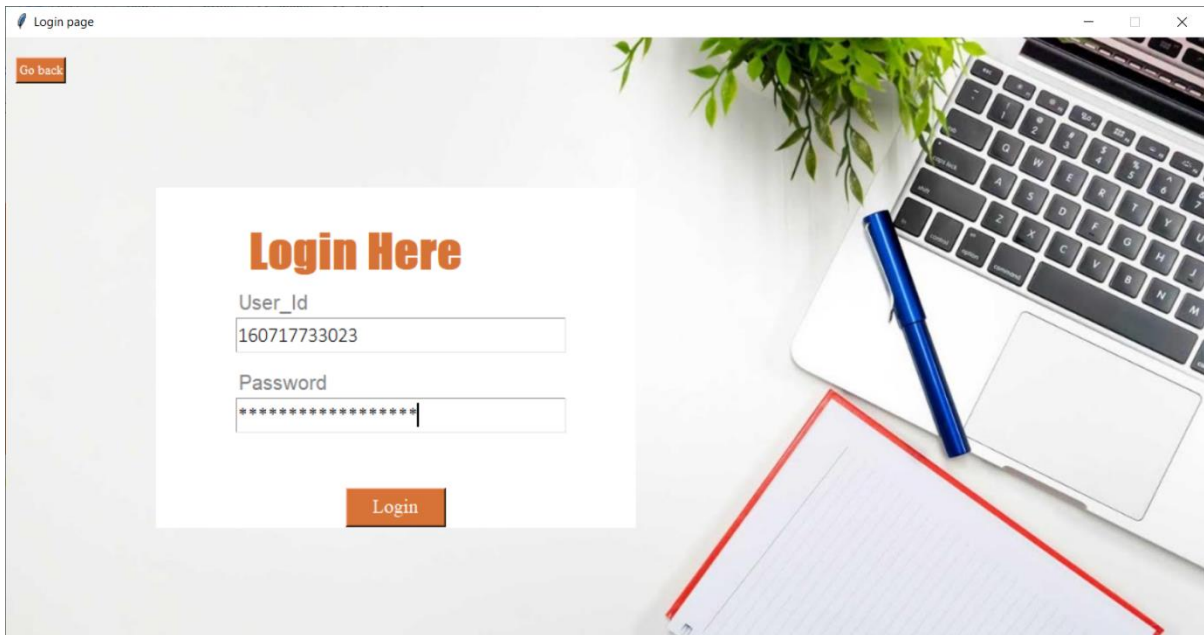 Login page
Go back
Login Here
User_Id
160717733023
Password
******************
Login